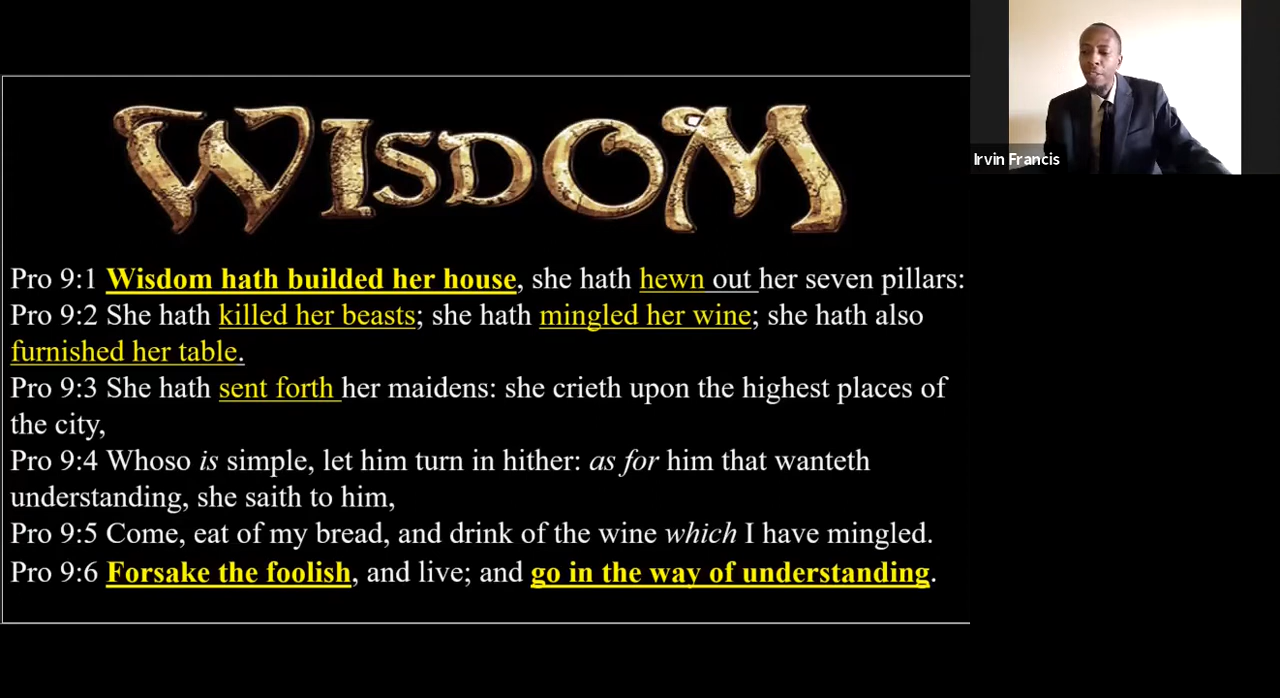 WISDOM
Irvin Francis
Pro 9:1 Wisdom hath builded her house, she hath hewn out her seven pillars:
Pro 9:2 She hath killed her beasts; she hath mingled her wine; she hath also
furnished her table.
Pro 9:3 She hath sent forth her maidens: she crieth upon the highest places of
the city,
Pro 9:4 Whoso is simple, let him turn in hither: as for him that wanteth
understanding, she saith to him,
Pro 9:5 Come, eat of my bread, and drink of the wine which I have mingled.
Pro 9:6 Forsake the foolish, and live; and go in the way of understanding.